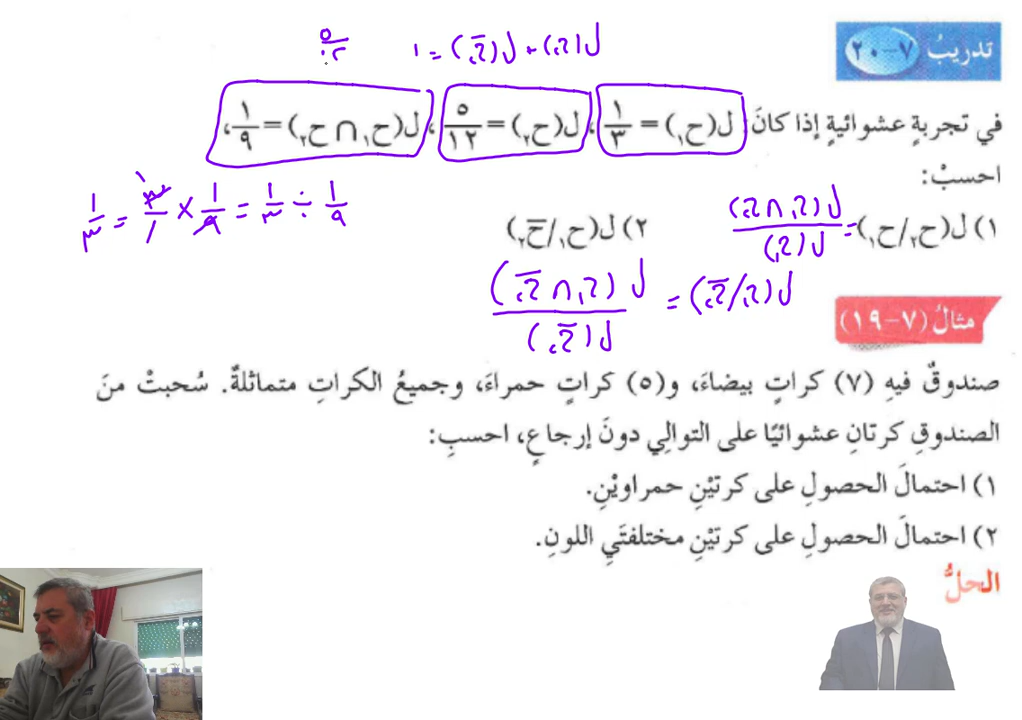 تدريبُ ٧-٢٠
ل(ح١) + ل(ح̅١) = ١
٥/١٢
في تجربةٍ عشوائيةٍ إذا كانَ ل(ح١) = ١/٣، ل(ح٢) = ٥/١٢، ل(ح١ ∩ ح٢) = ١/٩،
احسبْ:
١) ل(ح٢/ح١) = ل(ح١ ∩ ح٢)/ل(ح١)
١/٩ ÷ ١/٣ = ١/٩ × ٣/١ = ١/٣
٢) ل(ح١/ح̅٢)
ل(ح١/ح̅٢) = ل(ح١ ∩ ح̅٢)/ل(ح̅٢)
مثالُ (٧-١٩)
صندوقٌ فيهِ (٧) كراتٍ بيضاءَ، و(٥) كراتٍ حمراءَ، وجميعُ الكراتِ متماثلةٌ. سُحبتْ منَ
الصندوقِ كرتانِ عشوائيًا على التوالِي دونَ إرجاعٍ، احسبِ:
١) احتمالَ الحصولِ على كرتيْنِ حمراويْنِ.
٢) احتمالَ الحصولِ على كرتيْنِ مختلفتَيِ اللونِ.
الحلُّ